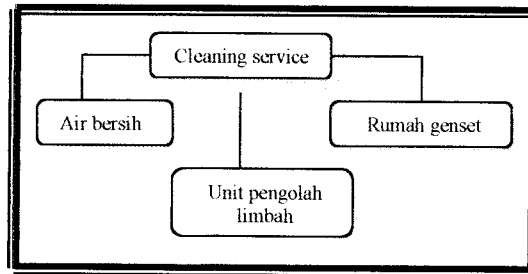 Cleaning service
Air bersih
Rumah genset
Unit pengolah
limbah